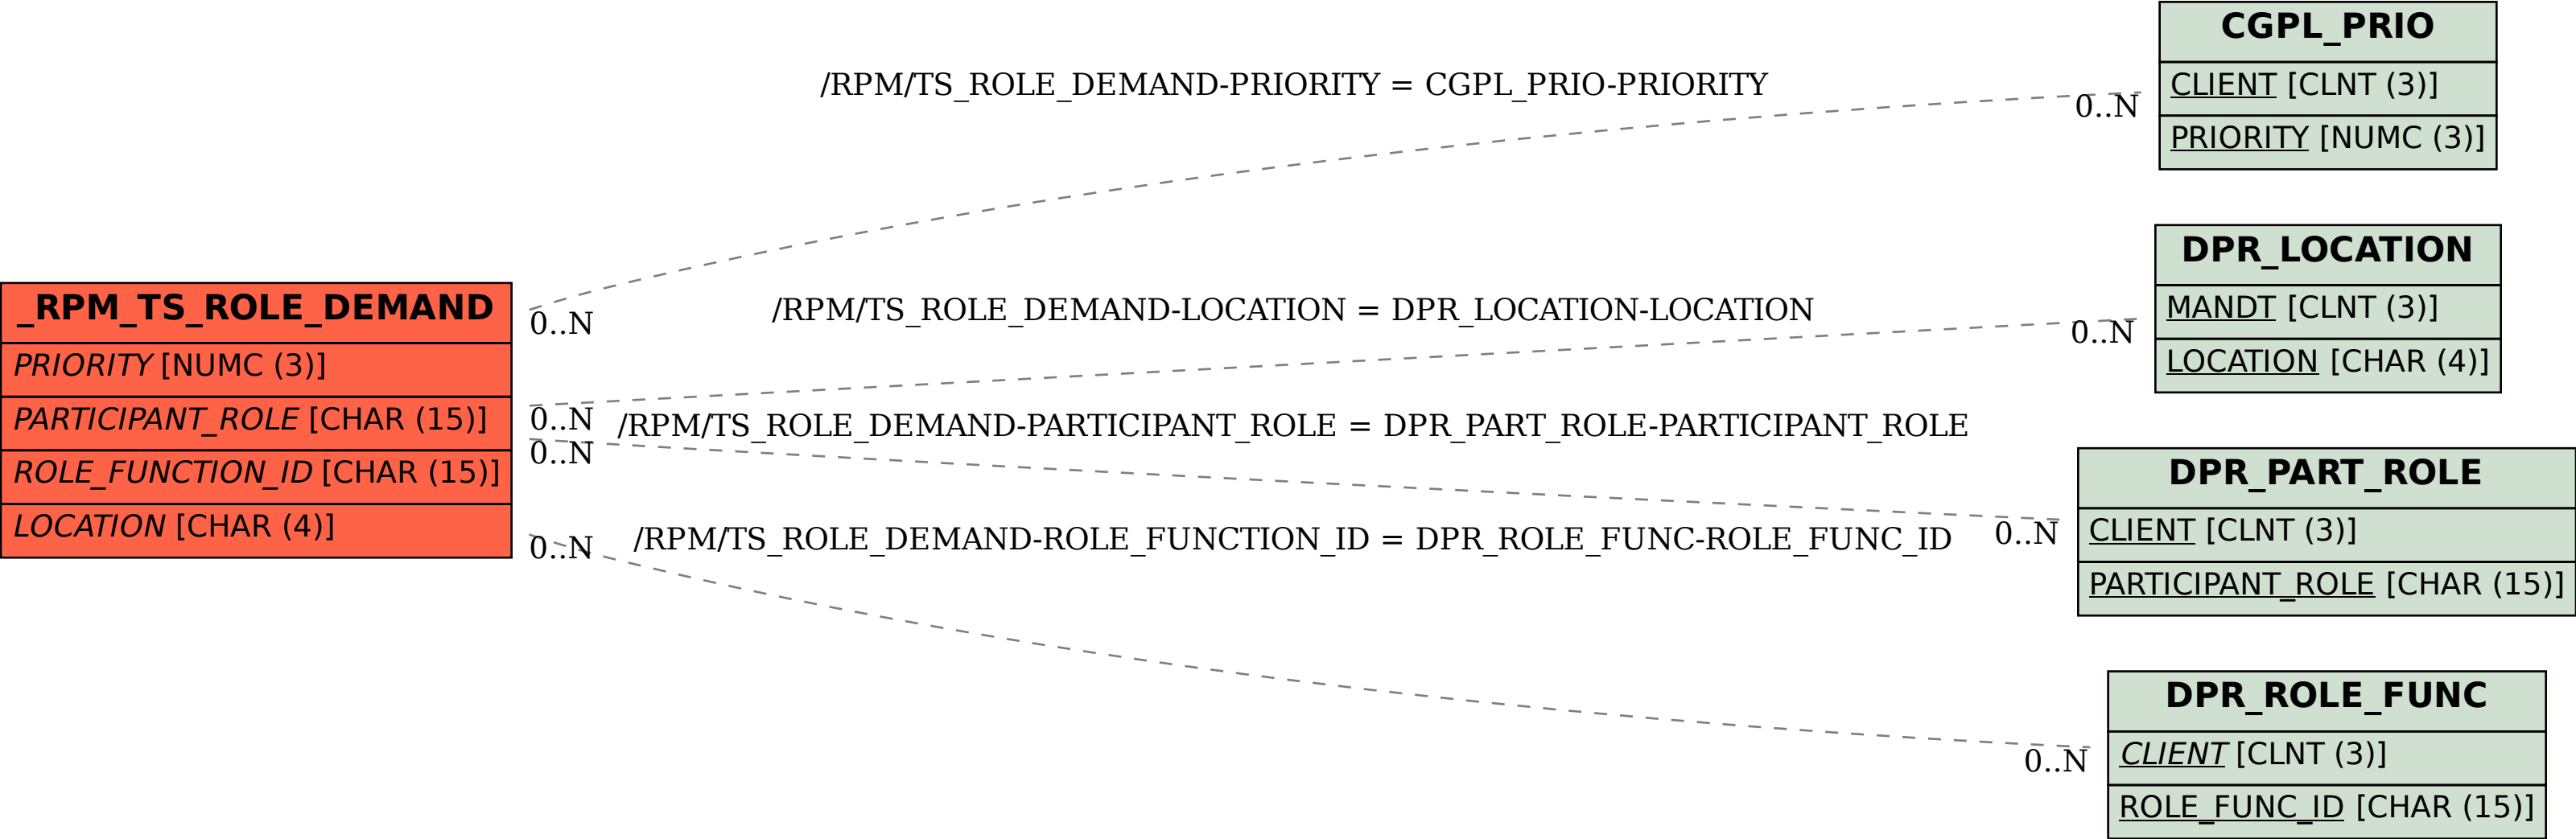 _RPM_TS_ROLE_DEMAND
PRIORITY [NUMC (3)]
PARTICIPANT_ROLE [CHAR (15)]
ROLE_FUNCTION_ID [CHAR (15)]
LOCATION [CHAR (4)]
/RPM/TS_ROLE_DEMAND-PRIORITY = CGPL_PRIO-PRIORITY
0..N
0..N
/RPM/TS_ROLE_DEMAND-LOCATION = DPR_LOCATION-LOCATION
0..N
0..N
/RPM/TS_ROLE_DEMAND-PARTICIPANT_ROLE = DPR_PART_ROLE-PARTICIPANT_ROLE
0..N
0..N
/RPM/TS_ROLE_DEMAND-ROLE_FUNCTION_ID = DPR_ROLE_FUNC-ROLE_FUNC_ID
0..N
0..N
CGPL_PRIO
CLIENT [CLNT (3)]
PRIORITY [NUMC (3)]
DPR_LOCATION
MANDT [CLNT (3)]
LOCATION [CHAR (4)]
DPR_PART_ROLE
CLIENT [CLNT (3)]
PARTICIPANT_ROLE [CHAR (15)]
DPR_ROLE_FUNC
CLIENT [CLNT (3)]
ROLE_FUNC_ID [CHAR (15)]